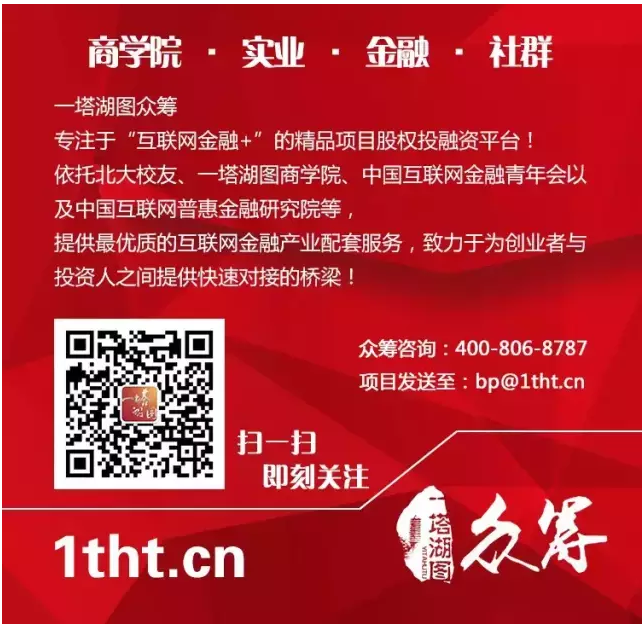 商学院 · 实业 · 金融 · 社群
一塔湖图众筹
专注于“互联网金融+”的精品项目股权投融资平台！
依托北大校友、一塔湖图商学院、中国互联网金融青年会以
及中国互联网普惠金融研究院等，
提供最优质的互联网金融产业配套服务，致力于为创业者与
投资人之间提供快速对接的桥梁！
众筹咨询：400-806-8787
项目发送至：bp@1tht.cn
一塔湖图
扫一扫
即刻关注
1tht.cn
一塔湖图
YITAHUTU
众筹